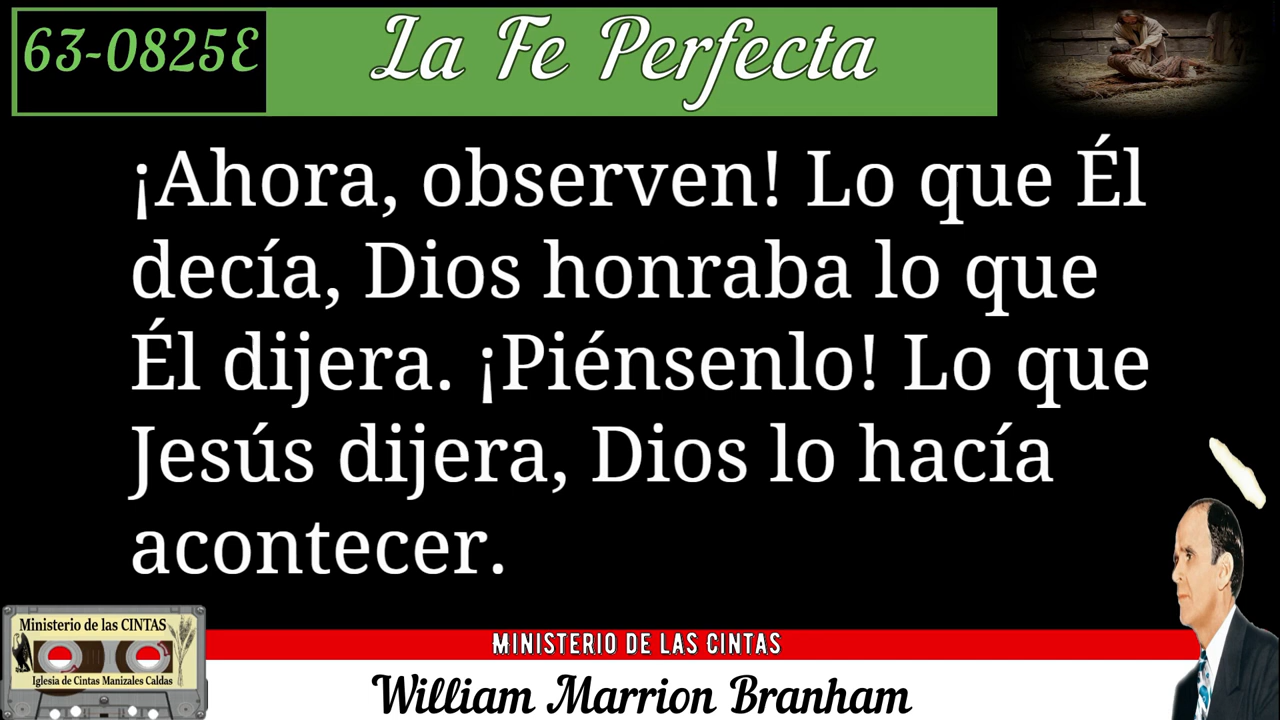 63-0825E
La Fe Perfecta
¡Ahora, observen! Lo que Él
decía, Dios honraba lo que
Él dijera. ¡Piénsenlo! Lo que
Jesús dijera, Dios lo hacía
acontecer.
Ministerio de las CINTAS
Iglesia de Cintas Manizales Caldas
MINISTERIO DE LAS CINTAS
William Marrion Branham